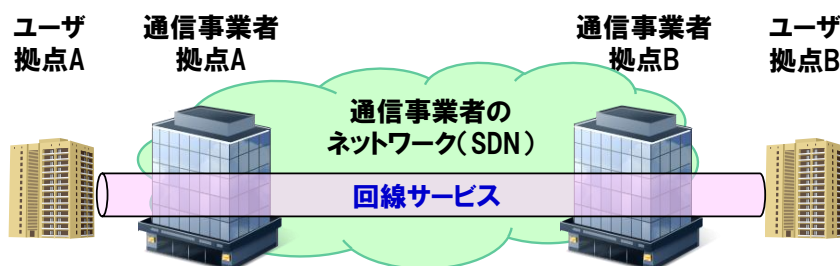 ユーザ
拠点A
通信事業者
拠点A
通信事業者
拠点B
ユーザ
拠点B
通信事業者の
ネットワーク(SDN)
回線サービス